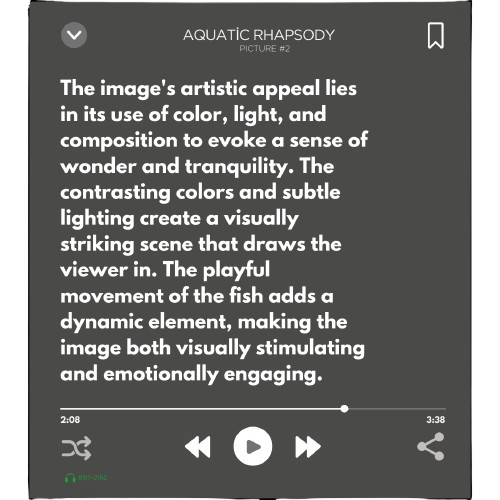 AQUATİC RHAPSODY
PICTURE #2
The image's artistic appeal lies
in its use of color, light, and
composition to evoke a sense of
wonder and tranquility. The
contrasting colors and subtle
lighting create a visually
striking scene that draws the
viewer in. The playful
movement of the fish adds a
dynamic element, making the
image both visually stimulating
and emotionally engaging.
2:08
3:38